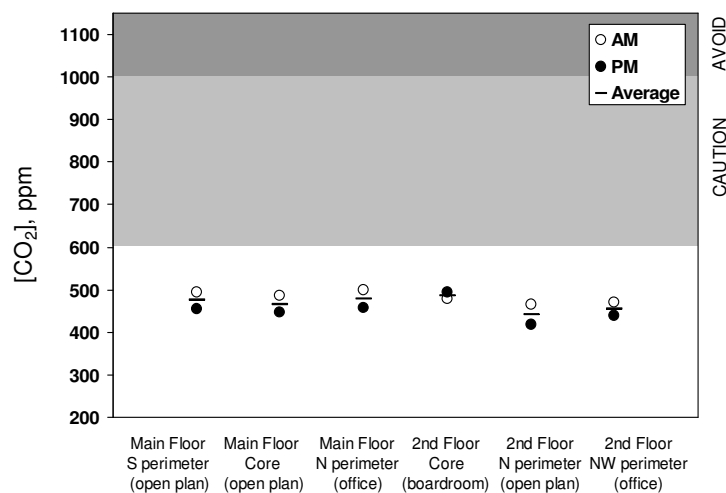 1100
1000
900
800
700
600
500
400
300
200
[CO₂], ppm
AM
PM
Average
AVOID
CAUTION
Main Floor
S perimeter
(open plan)
Main Floor
Core
(open plan)
Main Floor
N perimeter
(office)
2nd Floor
Core
(boardroom)
2nd Floor
N perimeter
(open plan)
2nd Floor
NW perimeter
(office)